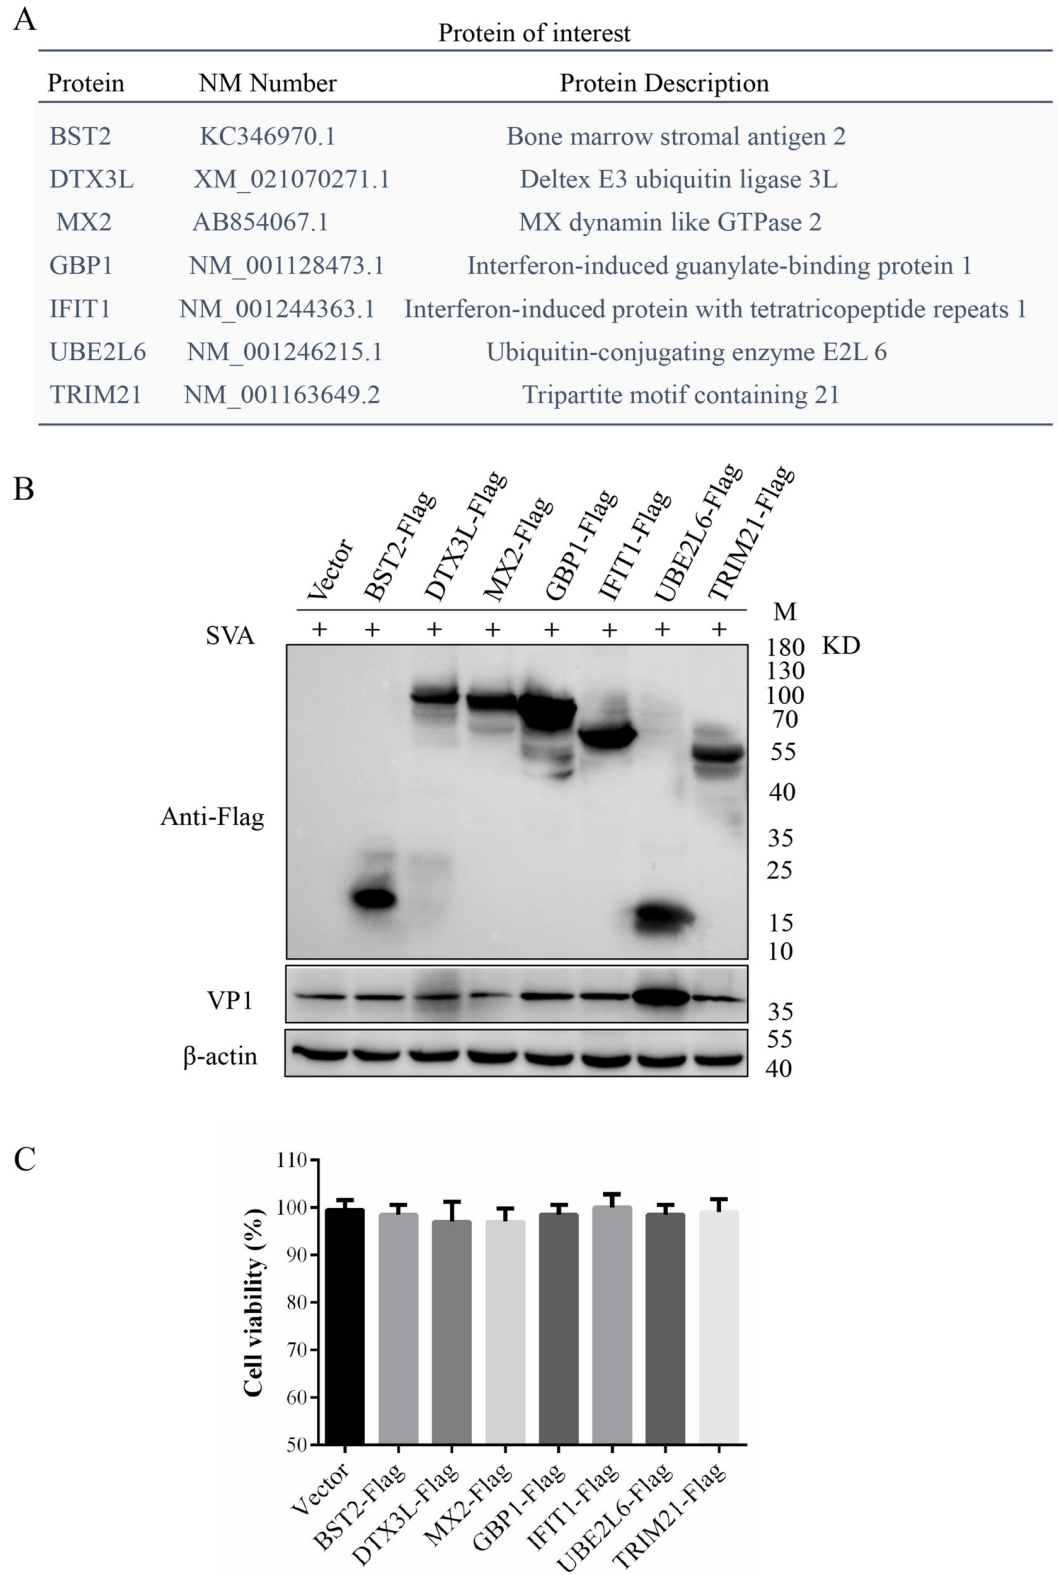 A
Protein of interest
Protein NM Number Protein Description
BST2 KC346970.1 Bone marrow stromal antigen 2
DTX3L XM_021070271.1 Deltex E3 ubiquitin ligase 3L
MX2 AB854067.1 MX dynamin like GTPase 2
GBP1 NM_001128473.1 Interferon-induced guanylate-binding protein 1
IFIT1 NM_001244363.1 Interferon-induced protein with tetratricopeptide repeats 1
UBE2L6 NM_001246215.1 Ubiquitin-conjugating enzyme E2L 6
TRIM21 NM_001163649.2 Tripartite motif containing 21
B
Vector BST2-Flag DTX3L-Flag MX2-Flag GBP1-Flag IFIT1-Flag UBE2L6-Flag TRIM21-Flag
M
SVA + + + + + + + +
180 KD
130
100
70
55
40
Anti-Flag
35
25
15
10
VP1
35
55
β-actin
40
C
110
100
90
80
70
60
50
Cell viability (%)
Vector BST2-Flag DTX3L-Flag MX2-Flag GBP1-Flag IFIT1-Flag UBE2L6-Flag TRIM21-Flag